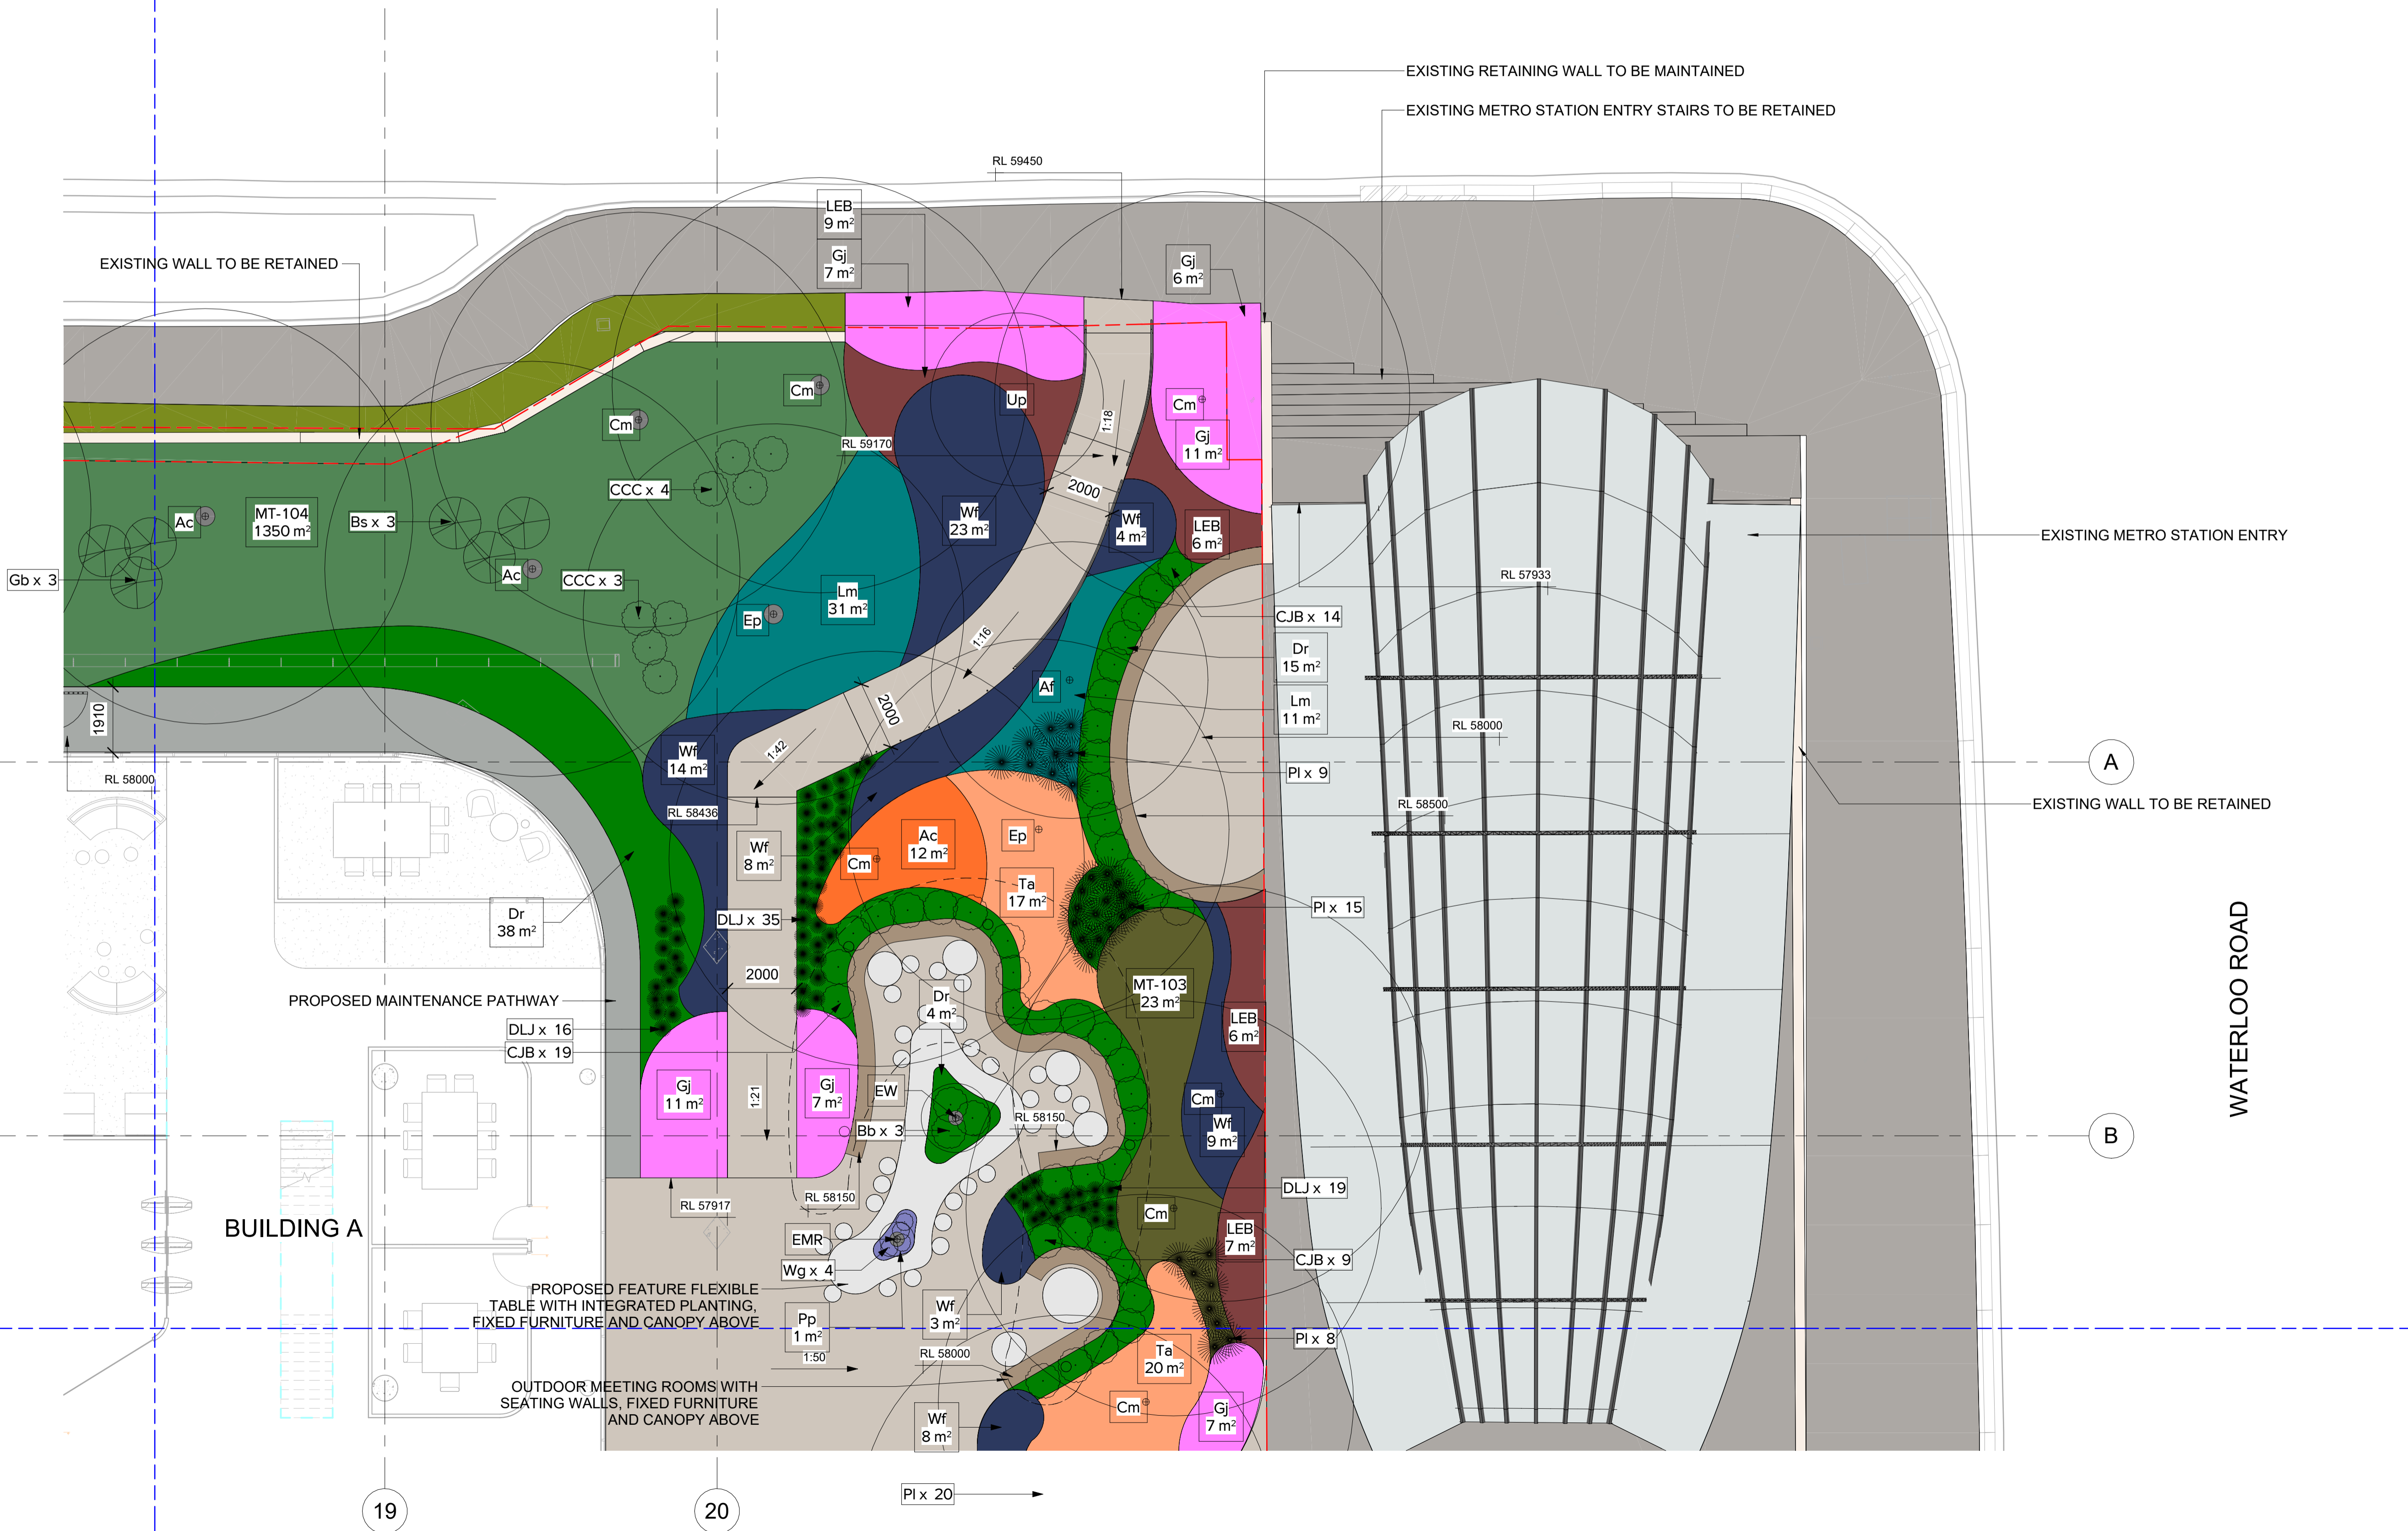 EXISTING RETAINING WALL TO BE MAINTAINED
EXISTING METRO STATION ENTRY STAIRS TO BE RETAINED
RL 59450
LEB
9 m²
Gj
7 m²
Gj
6 m²
EXISTING WALL TO BE RETAINED
Cm
Cm
Up
Cm
1:18
Gj
11 m²
RL 59170
CCC x 4
2000
Ac
MT-104
1350 m²
Bs x 3
Wf
23 m²
Wf
4 m²
LEB
6 m²
EXISTING METRO STATION ENTRY
Gb x 3
Ac
CCC x 3
RL 57933
Lm
31 m²
Ep
CJB x 14
1:16
Dr
15 m²
Af
Lm
11 m²
1910
2000
RL 58000
Wf
14 m²
1:42
A
RL 58000
Pl x 9
RL 58436
RL 58500
EXISTING WALL TO BE RETAINED
Wf
8 m²
Cm
Ac
12 m²
Ep
Ta
17 m²
Dr
38 m²
DLJ x 35
Pl x 15
WATERLOO ROAD
2000
PROPOSED MAINTENANCE PATHWAY
Dr
4 m²
MT-103
23 m²
DLJ x 16
CJB x 19
LEB
6 m²
Gj
11 m²
1:21
Gj
7 m²
EW
RL 58150
Cm
Bb x 3
Wf
9 m²
B
DLJ x 19
RL 57917
RL 58150
Cm
BUILDING A
EMR
LEB
7 m²
CJB x 9
Wg x 4
PROPOSED FEATURE FLEXIBLE
TABLE WITH INTEGRATED PLANTING,
FIXED FURNITURE AND CANOPY ABOVE
Pp
1 m²
Wf
3 m²
Pl x 8
1:50
RL 58000
Ta
20 m²
OUTDOOR MEETING ROOMS WITH
SEATING WALLS, FIXED FURNITURE
AND CANOPY ABOVE
Cm
Gj
7 m²
Wf
8 m²
Pl x 20
19
20